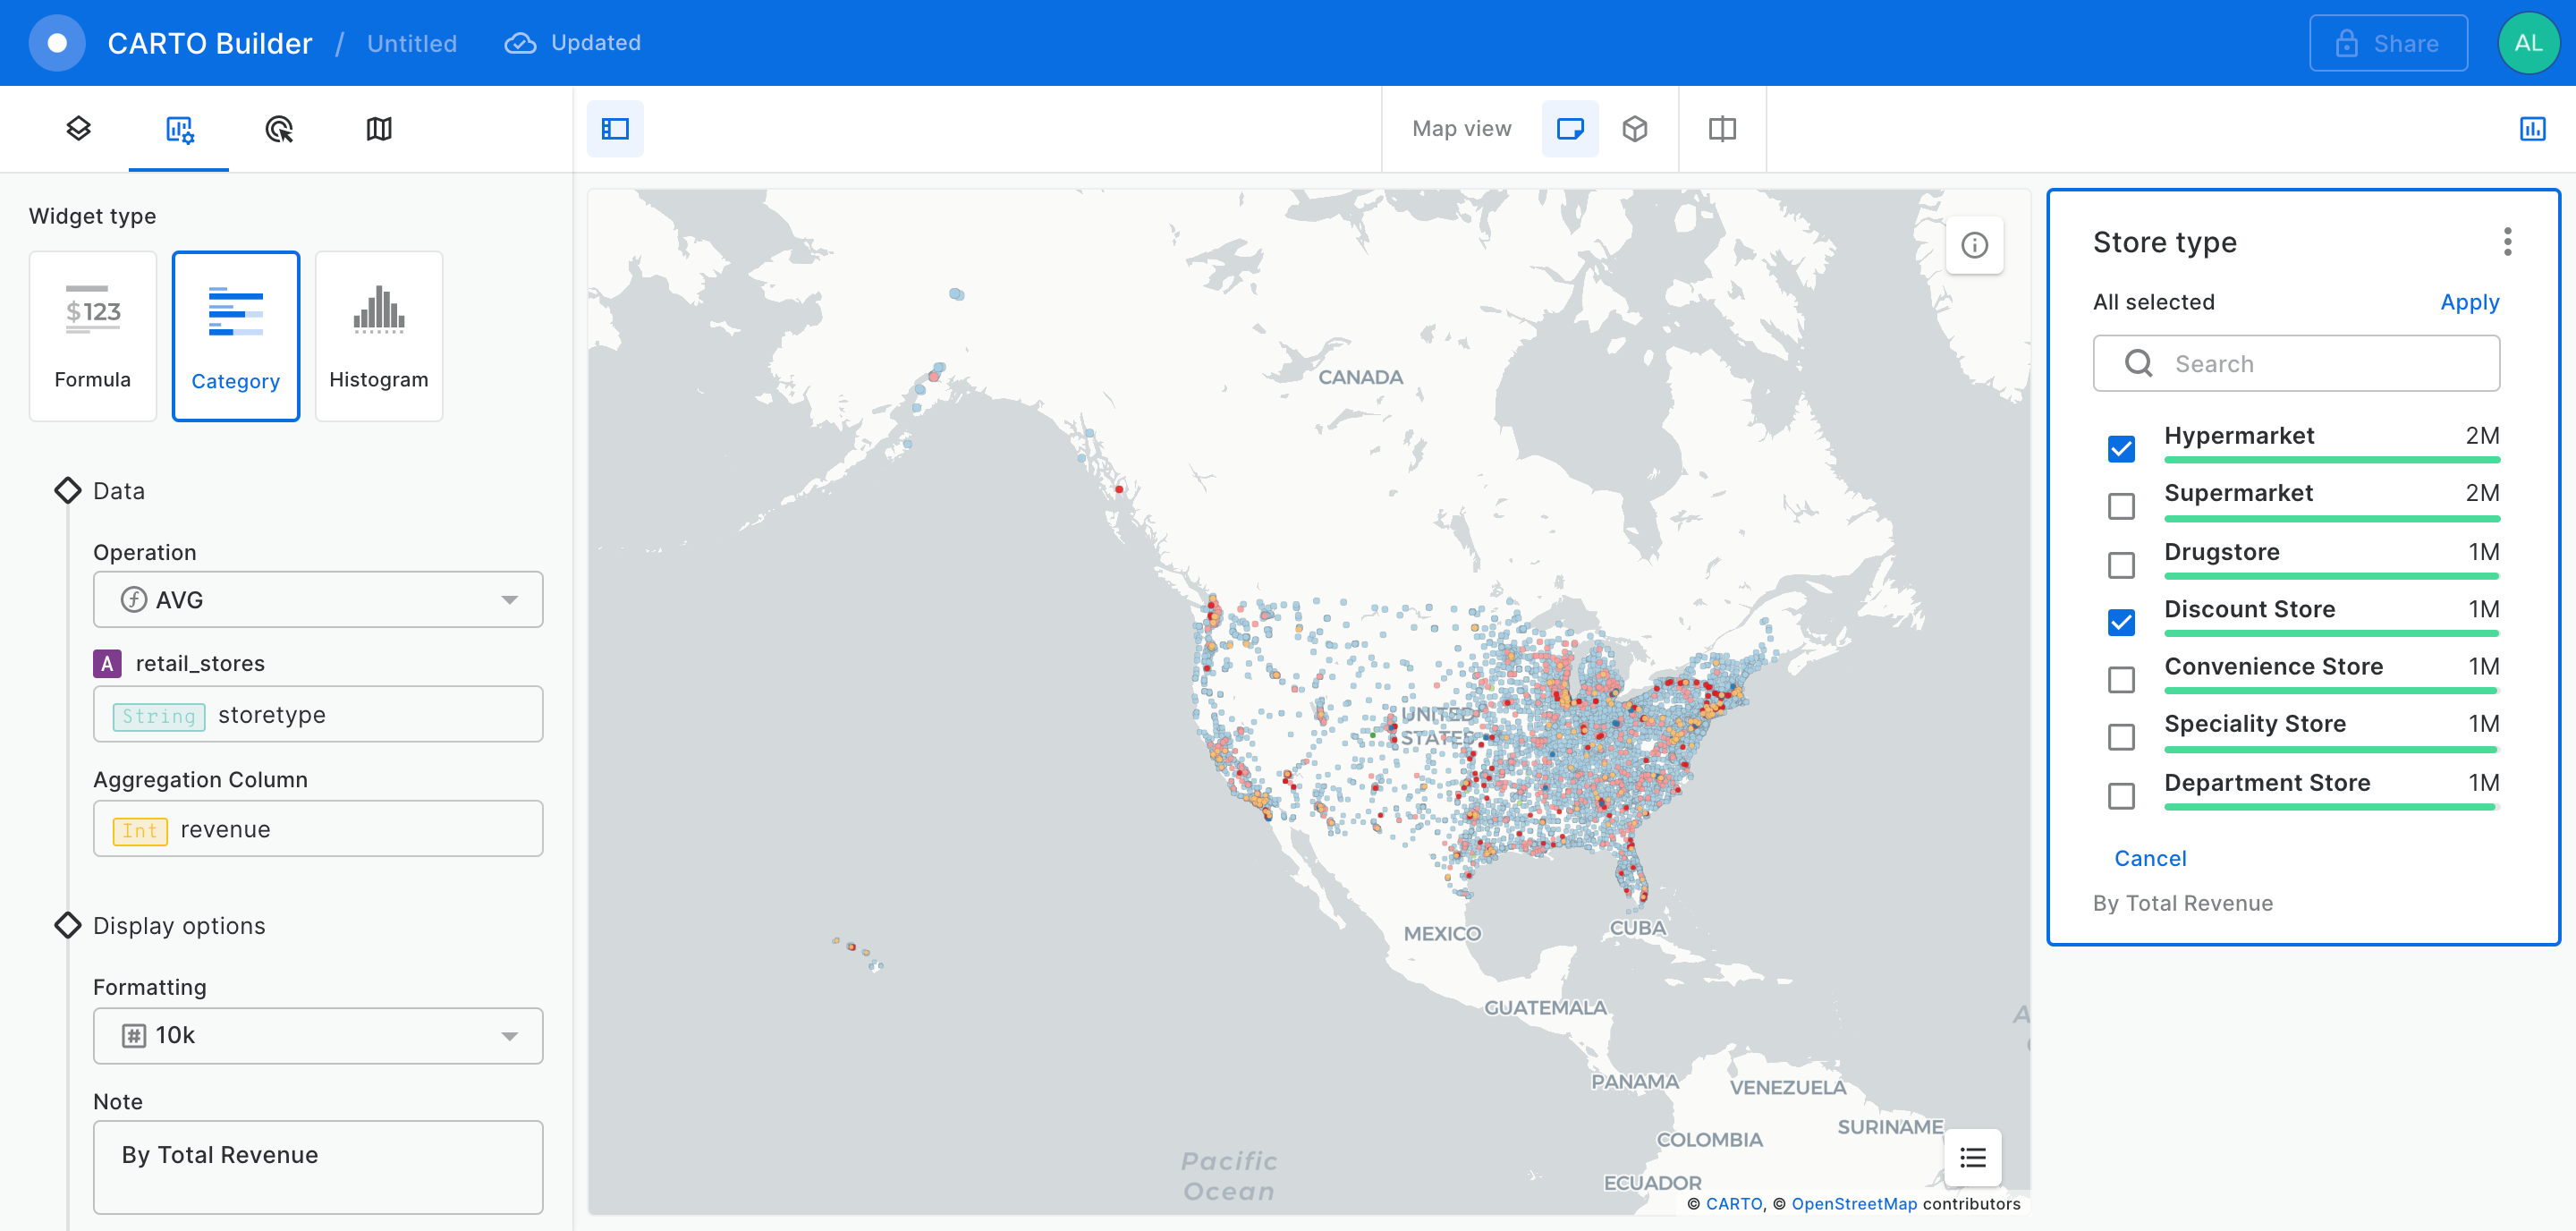 CARTO Builder / Untitled Updated Share AL
Map view
Widget type
$123
Formula
Category
Histogram
Data
Operation
AVG
A retail_stores
String storetype
Aggregation Column
Int revenue
Display options
Formatting
10k
Note
By Total Revenue
CANADA
UNITED
STATES
MEXICO
CUBA
GUATEMALA
PANAMA
VENEZUELA
SURINAME
COLOMBIA
ECUADOR
Pacific
Ocean
© CARTO, © OpenStreetMap contributors
Store type
All selected Apply
Search
Hypermarket 2M
Supermarket 2M
Drugstore 1M
Discount Store 1M
Convenience Store 1M
Speciality Store 1M
Department Store 1M
Cancel
By Total Revenue